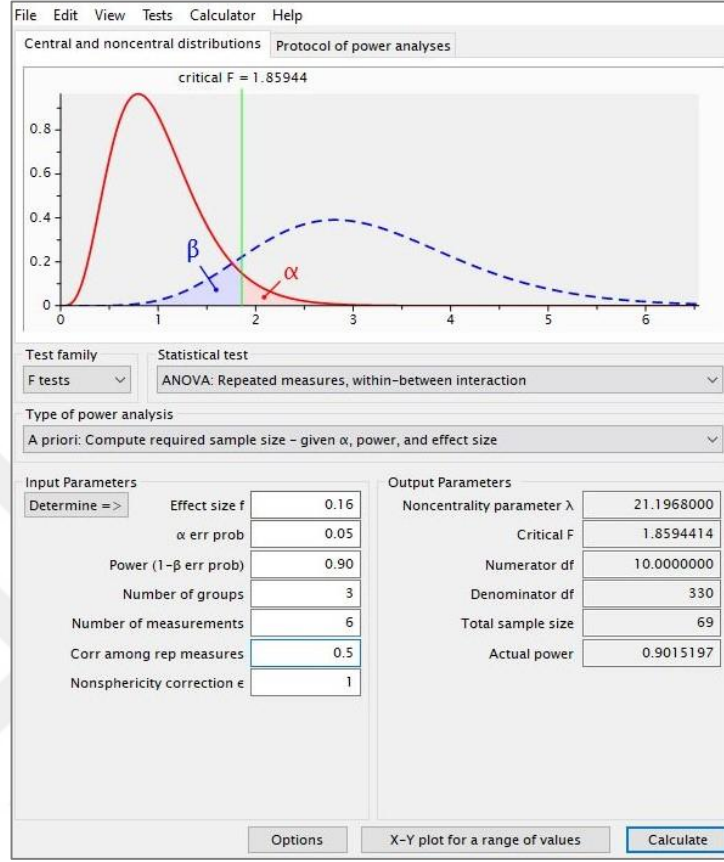 File Edit View Tests Calculator Help
Central and noncentral distributions Protocol of power analyses
critical F = 1.85944
0.8
0.6
0.4
β
α
0.2
0
0 1 2 3 4 5 6
Test family Statistical test
F tests ANOVA: Repeated measures, within-between interaction
Type of power analysis
A priori: Compute required sample size – given α, power, and effect size
Input Parameters Output Parameters
Determine => Effect size f 0.16 Noncentrality parameter λ 21.1968000
α err prob 0.05 Critical F 1.8594414
Power (1-β err prob) 0.90 Numerator df 10.0000000
Number of groups 3 Denominator df 330
Number of measurements 6 Total sample size 69
Corr among rep measures 0.5 Actual power 0.9015197
Nonsphericity correction ϵ 1
Options X-Y plot for a range of values Calculate